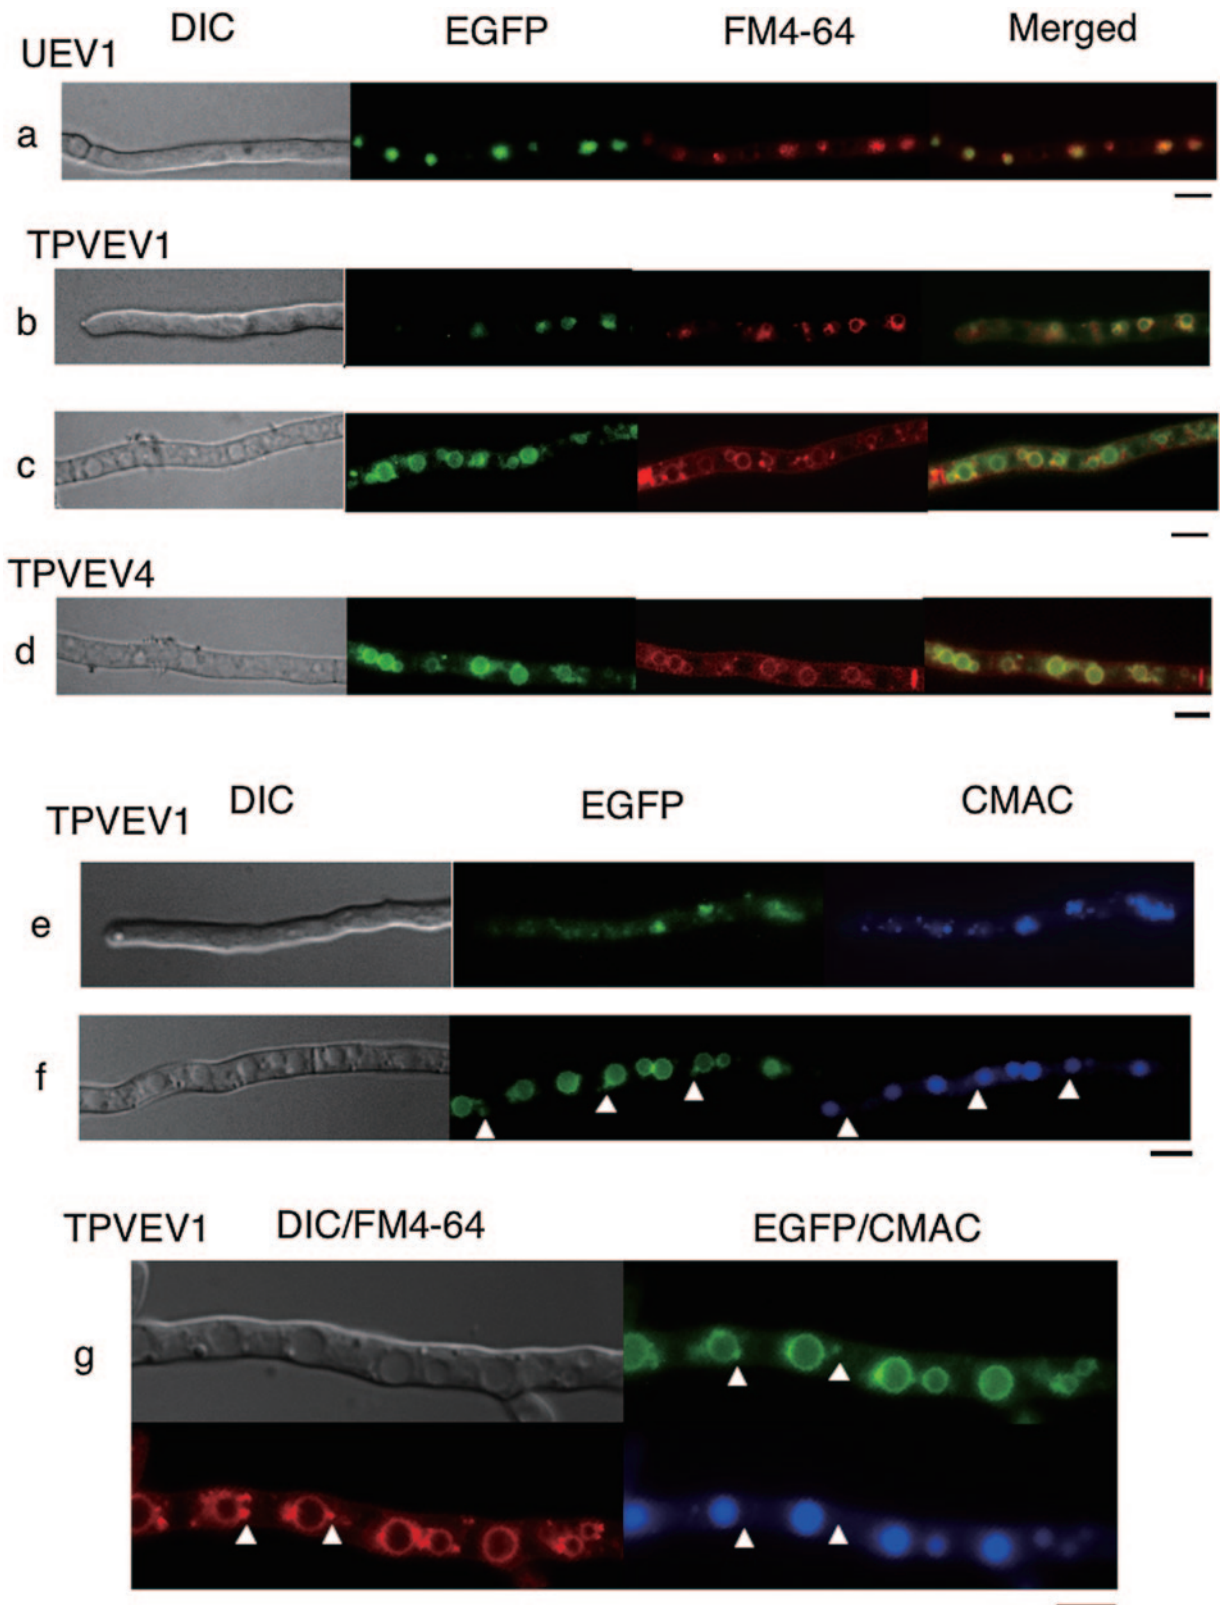 DIC EGFP FM4-64 Merged
UEV1
a
TPVEV1
b
c
TPVEV4
d
DIC EGFP CMAC
TPVEV1
e
f
TPVEV1 DIC/FM4-64 EGFP/CMAC
g